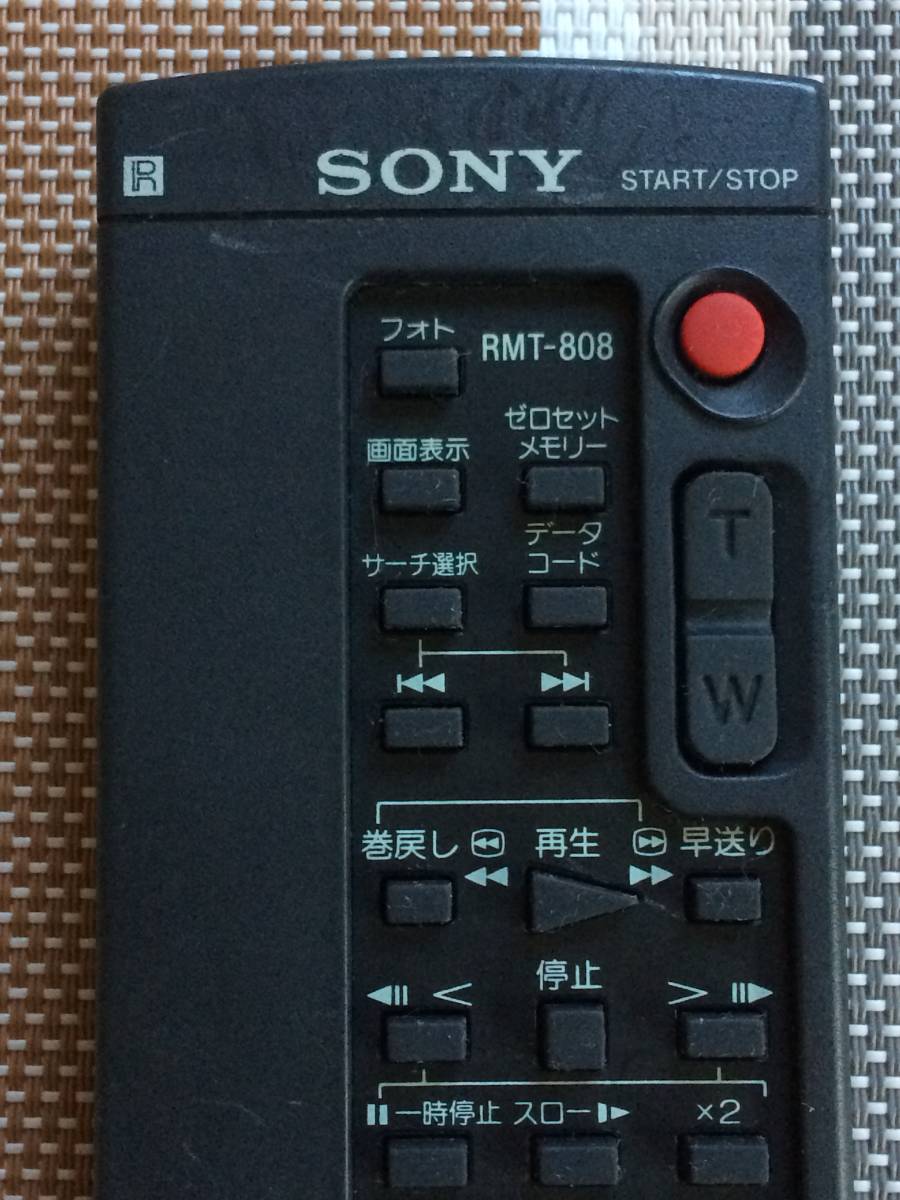 R SONY START/STOP
フォト RMT-808
ゼロセット
メモリー
画面表示
T
データ
コード
サーチ選択
W
巻戻し 再生 早送り
停止
< >
一時停止 スロー ×2